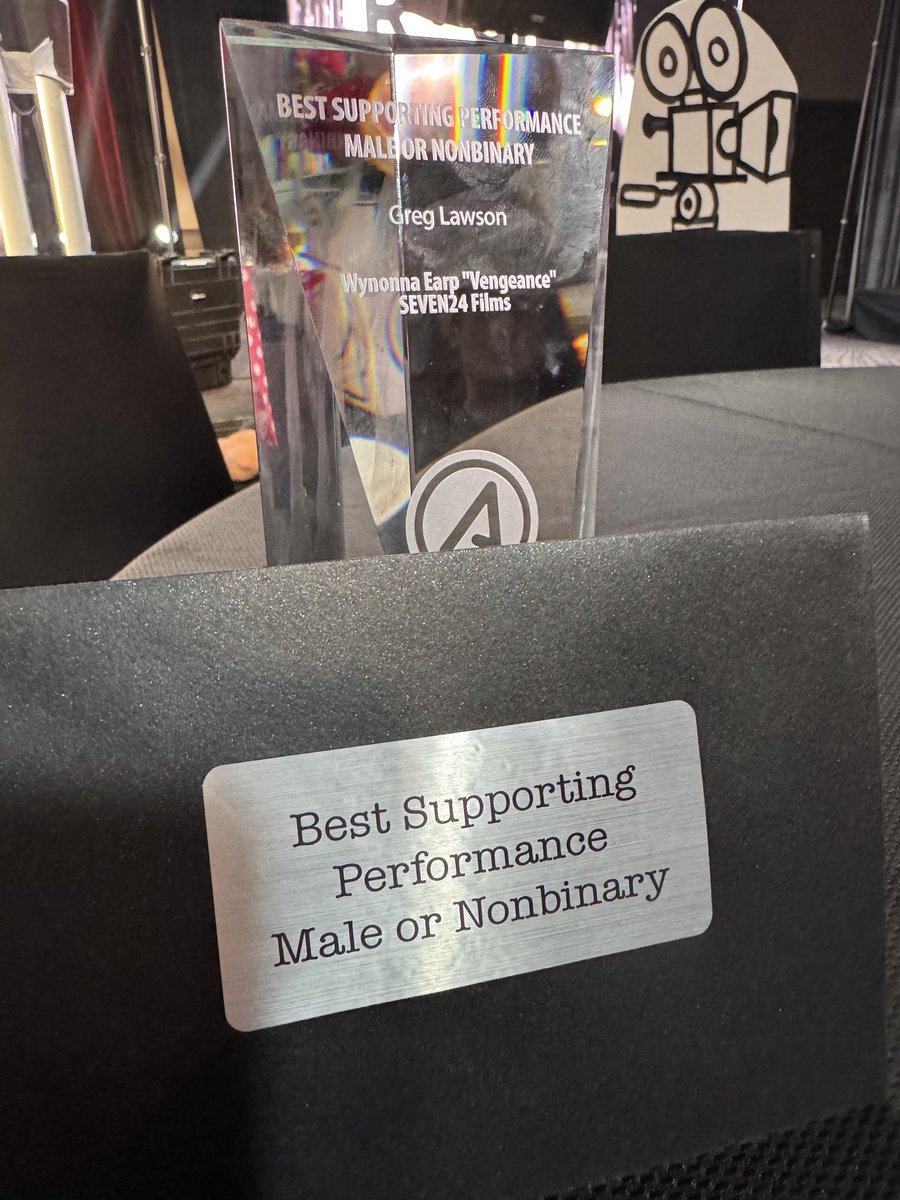 BEST SUPPORTING PERFORMANCE
MALE OR NONBINARY
Greg Lawson
Wynonna Earp "Vengeance"
SEVEN24 Films
Best Supporting
Performance
Male or Nonbinary